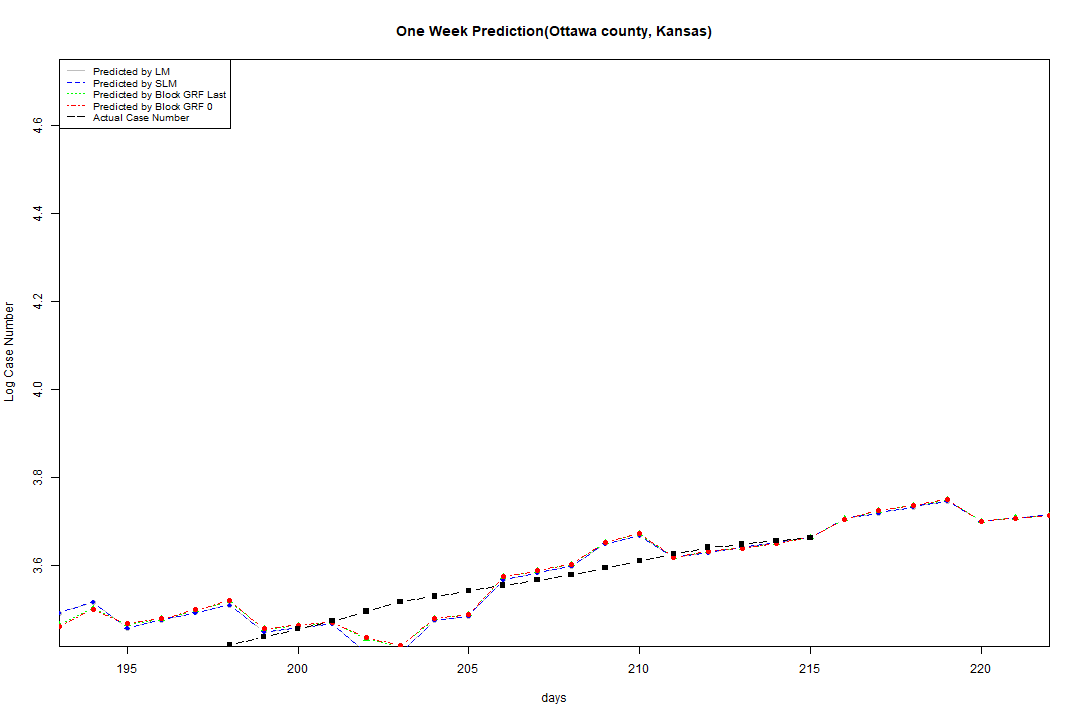 One Week Prediction(Ottawa county, Kansas)
Predicted by LM
Predicted by SLM
Predicted by Block GRF Last
Predicted by Block GRF 0
Actual Case Number
Log Case Number
4.6
4.4
4.2
4.0
3.8
3.6
195 200 205 210 215 220
days